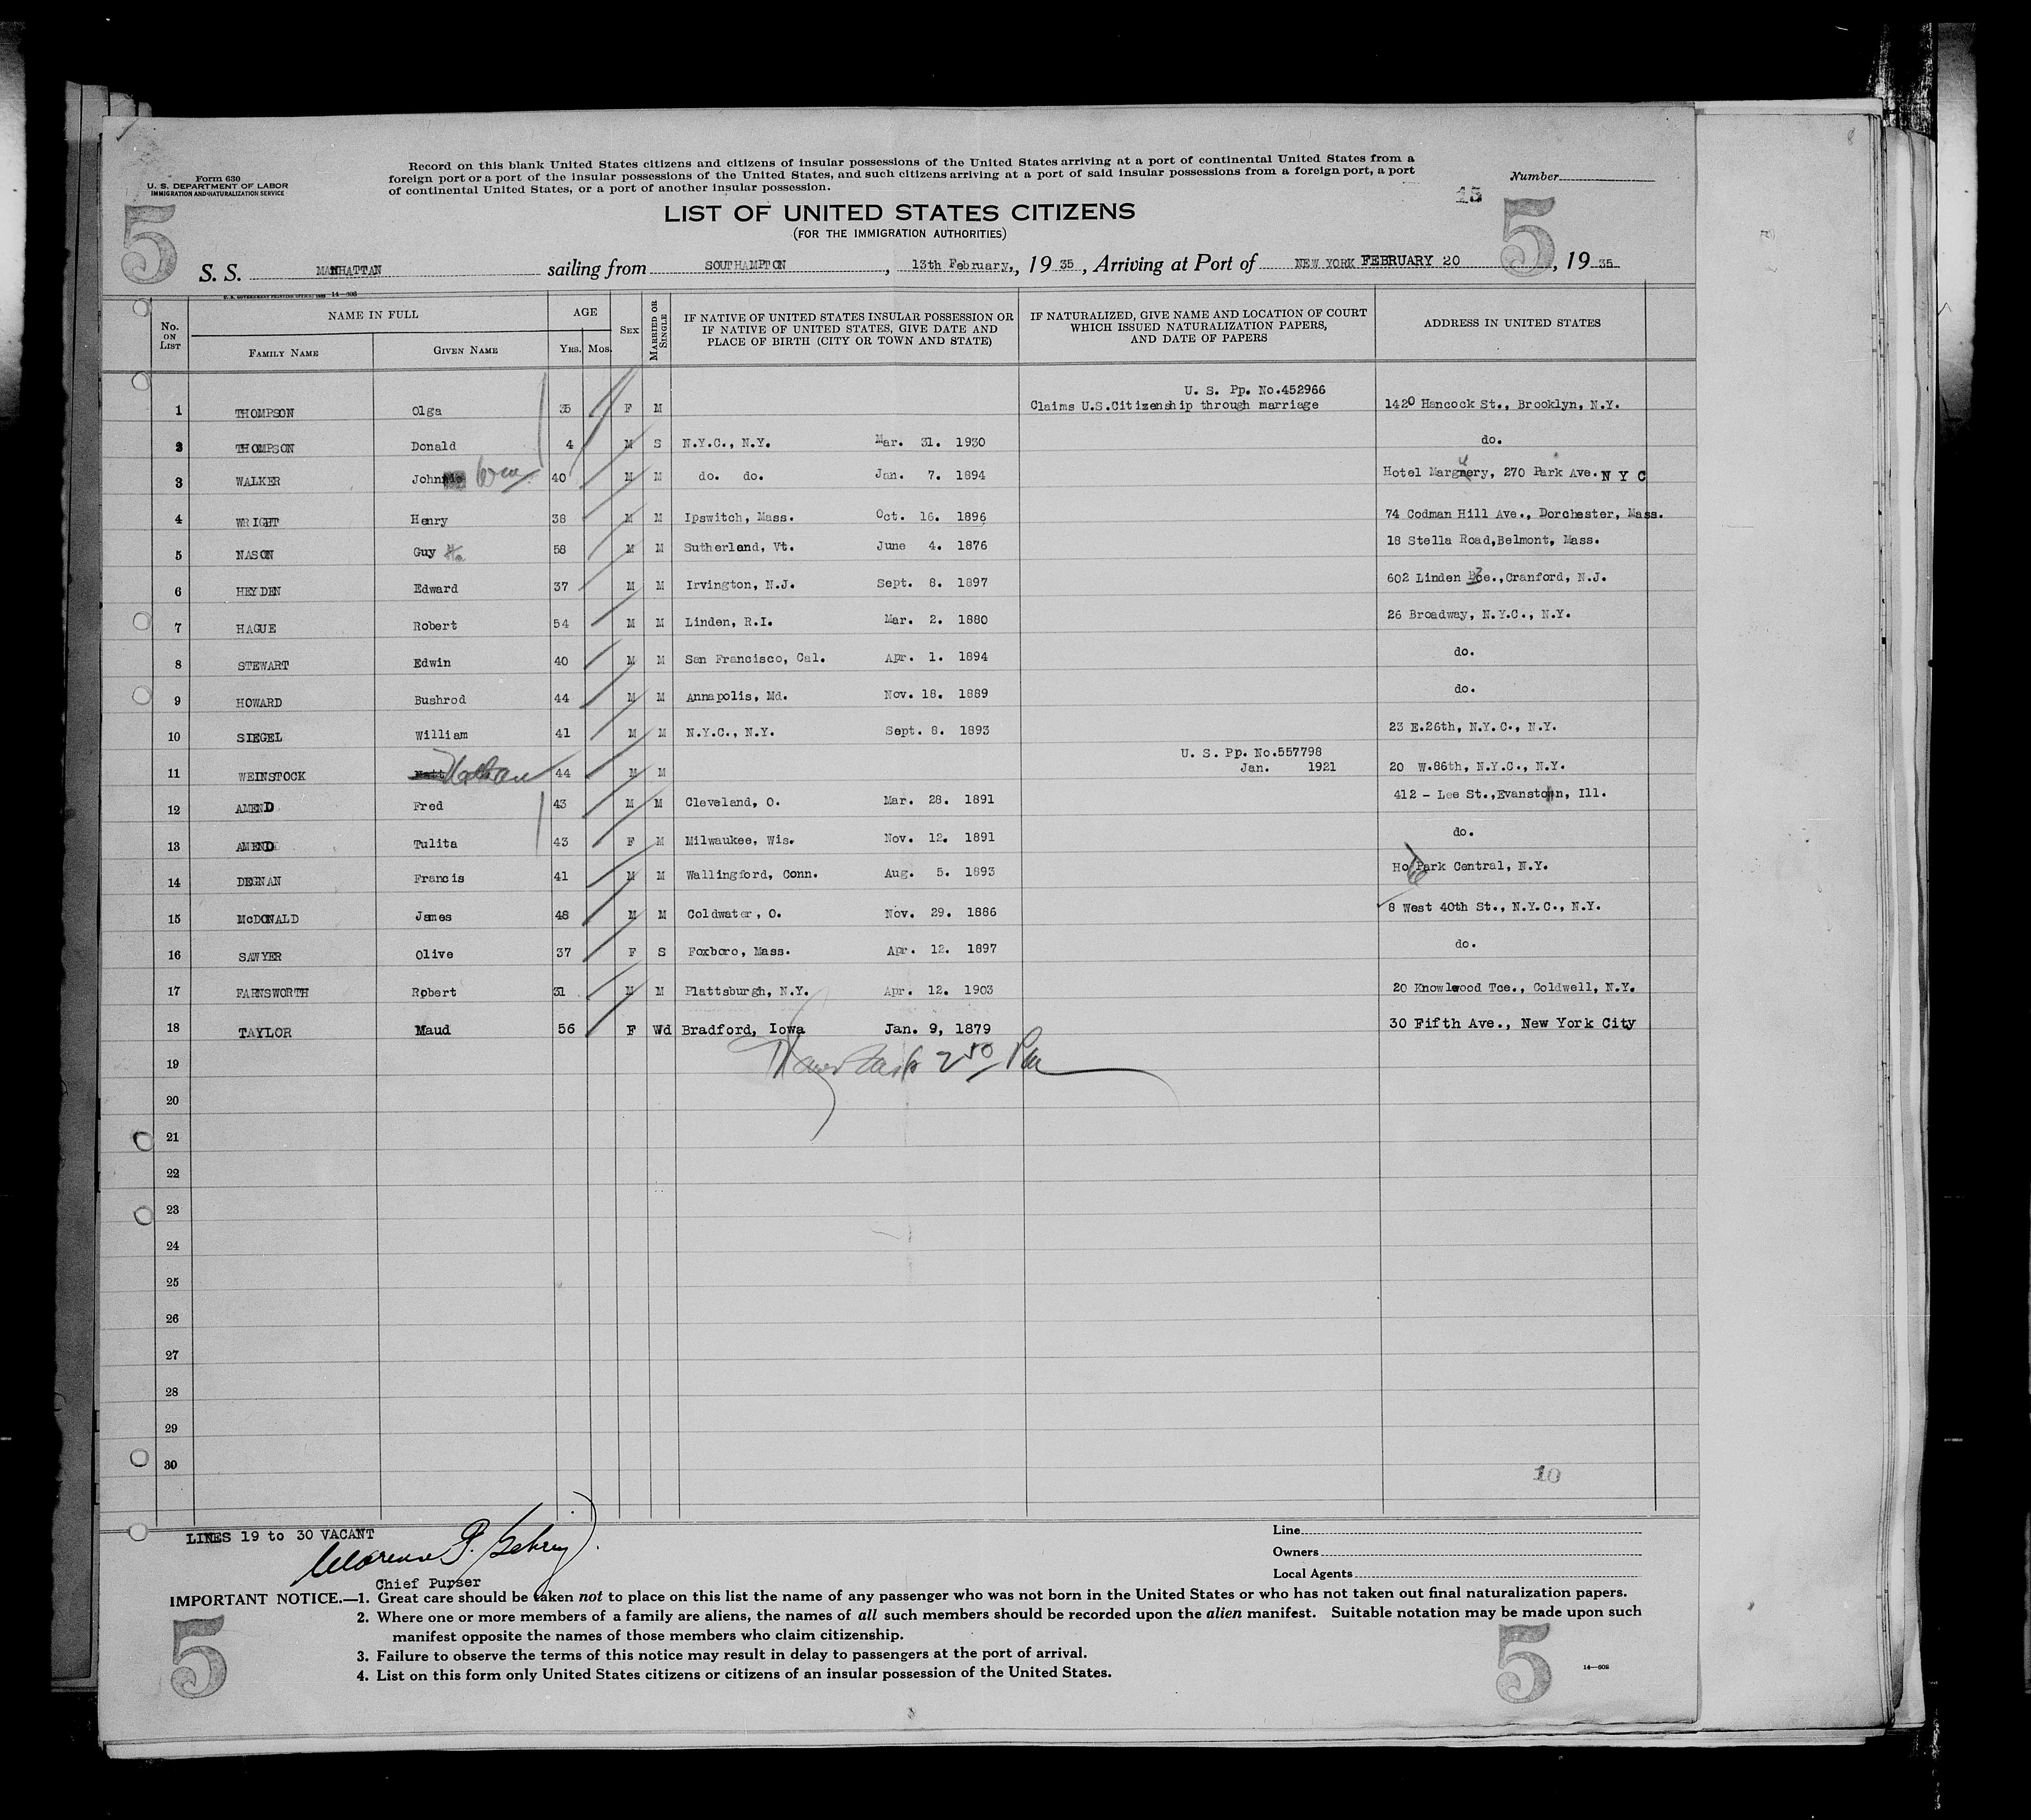 Form 630
U. S. DEPARTMENT OF LABOR
IMMIGRATION AND NATURALIZATION SERVICE
Record on this blank United States citizens and citizens of insular possessions of the United States arriving at a port of continental United States from a
foreign port or a port of the insular possessions of the United States, and such citizens arriving at a port of said insular possessions from a foreign port, a port
of continental United States, or a port of another insular possession.
Number
15
5 5
LIST OF UNITED STATES CITIZENS
(FOR THE IMMIGRATION AUTHORITIES)
S. S. MANHATTAN sailing from SOUTHAMPTON, 13th February,, 19 35, Arriving at Port of NEW YORK FEBRUARY 20, 19 35
14—608
No. ON LIST
NAME IN FULL
FAMILY NAME GIVEN NAME
AGE
YRS. MOS.
SEX
MARRIED OR SINGLE
IF NATIVE OF UNITED STATES INSULAR POSSESSION OR
IF NATIVE OF UNITED STATES, GIVE DATE AND
PLACE OF BIRTH (CITY OR TOWN AND STATE)
IF NATURALIZED, GIVE NAME AND LOCATION OF COURT
WHICH ISSUED NATURALIZATION PAPERS,
AND DATE OF PAPERS
ADDRESS IN UNITED STATES
U. S. Pp. No.452966
1 THOMPSON Olga 35 F M Claims U.S.Citizenship through marriage 1420 Hancock St., Brooklyn, N.Y.
2 THOMPSON Donald 4 M S N.Y.C., N.Y. Mar. 31. 1930 do.
3 WALKER John Wm 40 M M do. do. Jan. 7. 1894 Hotel Marguery, 270 Park Ave. N Y C
4 WRIGHT Henry 38 M M Ipswitch, Mass. Oct. 16. 1896 74 Codman Hill Ave., Dorchester, Mass.
5 NASON Guy 58 M M Sutherland, Vt. June 4. 1876 18 Stella Road,Belmont, Mass.
6 HEYDEN Edward 37 M M Irvington, N.J. Sept. 8. 1897 602 Linden Pce.,Cranford, N.J.
7 HAGUE Robert 54 M M Linden, R.I. Mar. 2. 1880 26 Broadway, N.Y.C., N.Y.
8 STEWART Edwin 40 M M San Francisco, Cal. Apr. 1. 1894 do.
9 HOWARD Bushrod 44 M M Annapolis, Md. Nov. 18. 1889 do.
10 SIEGEL William 41 M M N.Y.C., N.Y. Sept. 8. 1893 23 E.26th, N.Y.C., N.Y.
U. S. Pp. No.557798
11 WEINSTOCK Nathan 44 M M Jan. 1921 20 W.86th, N.Y.C., N.Y.
12 AMEND Fred 43 M M Cleveland, O. Mar. 28. 1891 412 - Lee St.,Evanston, Ill.
13 AMEND Tulita 43 F M Milwaukee, Wis. Nov. 12. 1891 do.
14 DEGNAN Francis 41 M M Wallingford, Conn. Aug. 5. 1893 Ho Park Central, N.Y.
15 McDONALD James 48 M M Coldwater, O. Nov. 29. 1886 8 West 40th St., N.Y.C., N.Y.
16 SAWYER Olive 37 F S Foxboro, Mass. Apr. 12. 1897 do.
17 FARNSWORTH Robert 31 M M Plattsburgh, N.Y. Apr. 12. 1903 20 Knowlwood Tce., Coldwell, N.Y.
18 TAYLOR Maud 56 F Wd Bradford, Iowa Jan. 9, 1879 30 Fifth Ave., New York City
19
20
21
22
23
24
25
26
27
28
29
30
10
LINES 19 to 30 VACANT
Chief Purser
Line
Owners
Local Agents
IMPORTANT NOTICE.—1. Great care should be taken not to place on this list the name of any passenger who was not born in the United States or who has not taken out final naturalization papers.
2. Where one or more members of a family are aliens, the names of all such members should be recorded upon the alien manifest. Suitable notation may be made upon such
manifest opposite the names of those members who claim citizenship.
3. Failure to observe the terms of this notice may result in delay to passengers at the port of arrival.
4. List on this form only United States citizens or citizens of an insular possession of the United States.
5 5
14—608